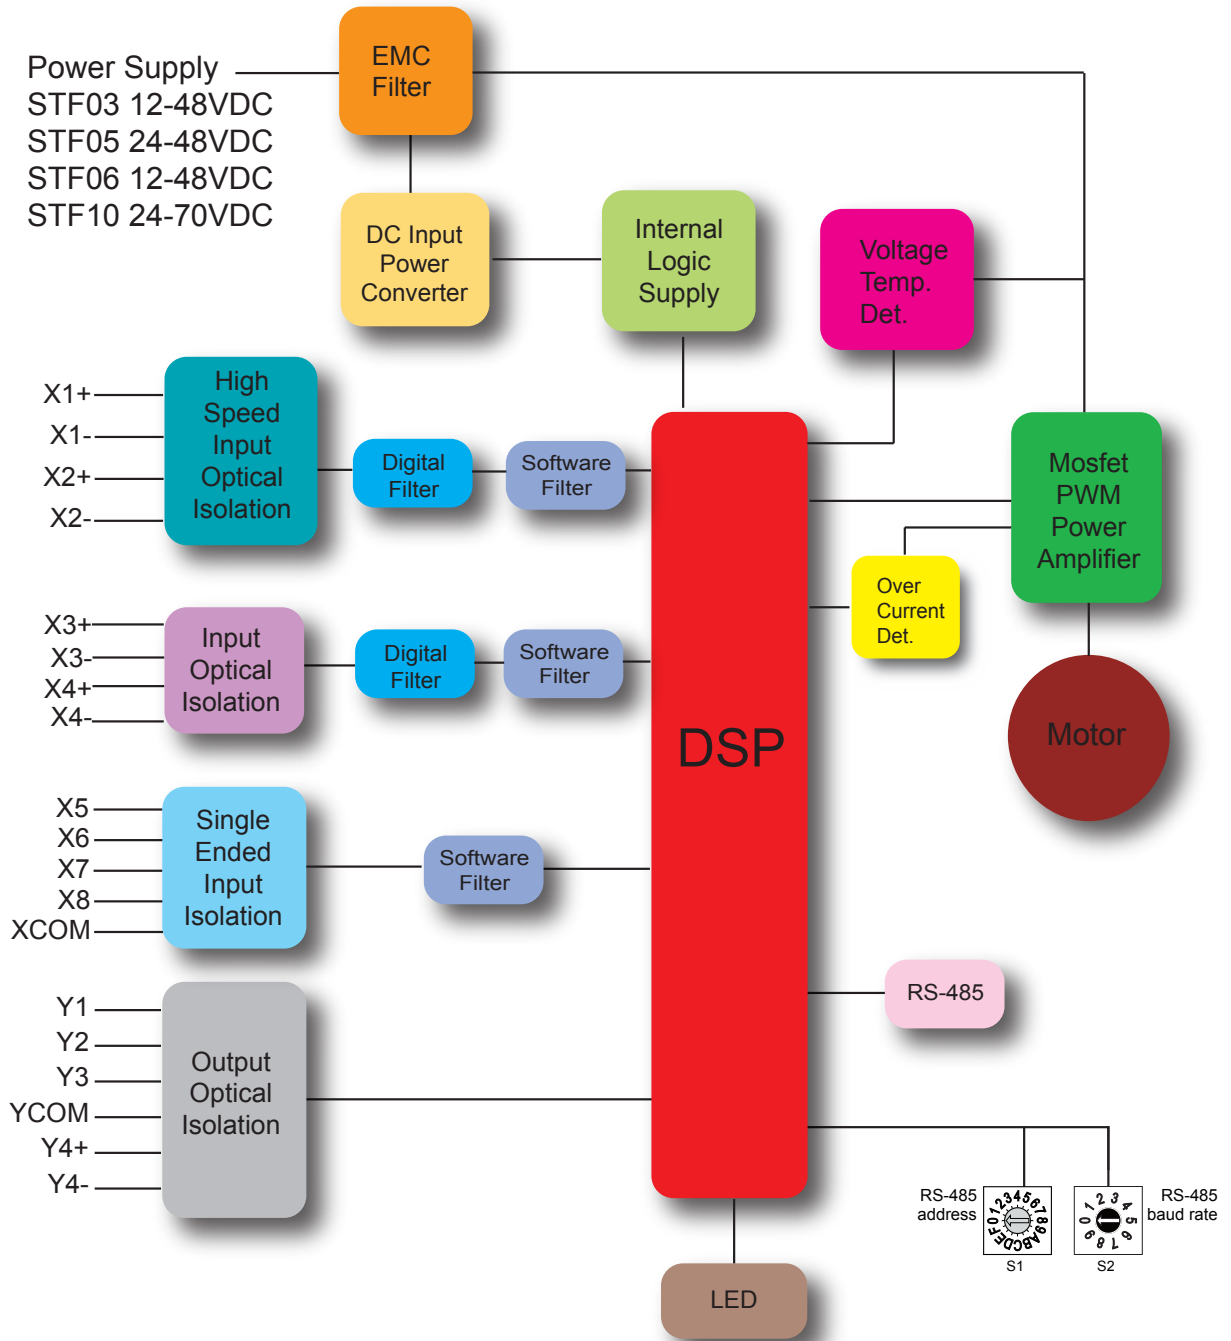 Power Supply
STF03 12-48VDC
STF05 24-48VDC
STF06 12-48VDC
STF10 24-70VDC
EMC
Filter
DC Input
Power
Converter
Internal
Logic
Supply
Voltage
Temp.
Det.
X1+
X1-
X2+
X2-
High
Speed
Input
Optical
Isolation
Digital
Filter
Software
Filter
Mosfet
PWM
Power
Amplifier
Over
Current
Det.
X3+
X3-
X4+
X4-
Input
Optical
Isolation
Digital
Filter
Software
Filter
DSP
Motor
X5
X6
X7
X8
XCOM
Single
Ended
Input
Isolation
Software
Filter
RS-485
Y1
Y2
Y3
YCOM
Y4+
Y4-
Output
Optical
Isolation
RS-485
address
0123456789ABCDEF
S1
0123456789
S2
RS-485
baud rate
LED